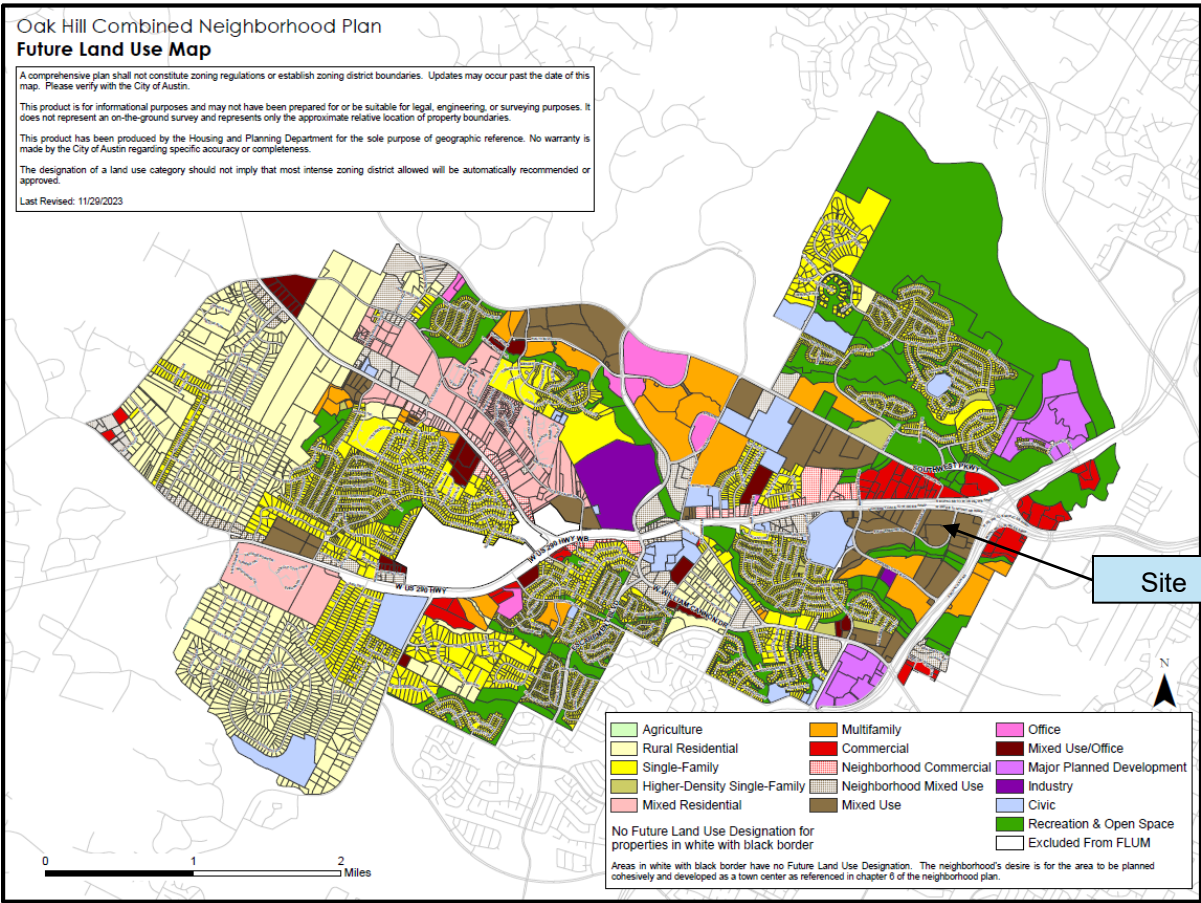 Oak Hill Combined Neighborhood Plan
Future Land Use Map
A comprehensive plan shall not constitute zoning regulations or establish zoning district boundaries. Updates may occur past the date of this
map. Please verify with the City of Austin.
This product is for informational purposes and may not have been prepared for or be suitable for legal, engineering, or surveying purposes. It
does not represent an on-the-ground survey and represents only the approximate relative location of property boundaries.
This product has been produced by the Housing and Planning Department for the sole purpose of geographic reference. No warranty is
made by the City of Austin regarding specific accuracy or completeness.
The designation of a land use category should not imply that most intense zoning district allowed will be automatically recommended or
approved.
Last Revised: 11/29/2023
SOUTHWEST PKWY
W US 290 HWY WB
W US 290 HWY
W WILLIAM CANNON DR
Site
N
Agriculture
Rural Residential
Single-Family
Higher-Density Single-Family
Mixed Residential
Multifamily
Commercial
Neighborhood Commercial
Neighborhood Mixed Use
Mixed Use
Office
Mixed Use/Office
Major Planned Development
Industry
Civic
Recreation & Open Space
Excluded From FLUM
No Future Land Use Designation for
properties in white with black border
Areas in white with black border have no Future Land Use Designation. The neighborhood's desire is for the area to be planned
cohesively and developed as a town center as referenced in chapter 6 of the neighborhood plan.
0 1 2
Miles